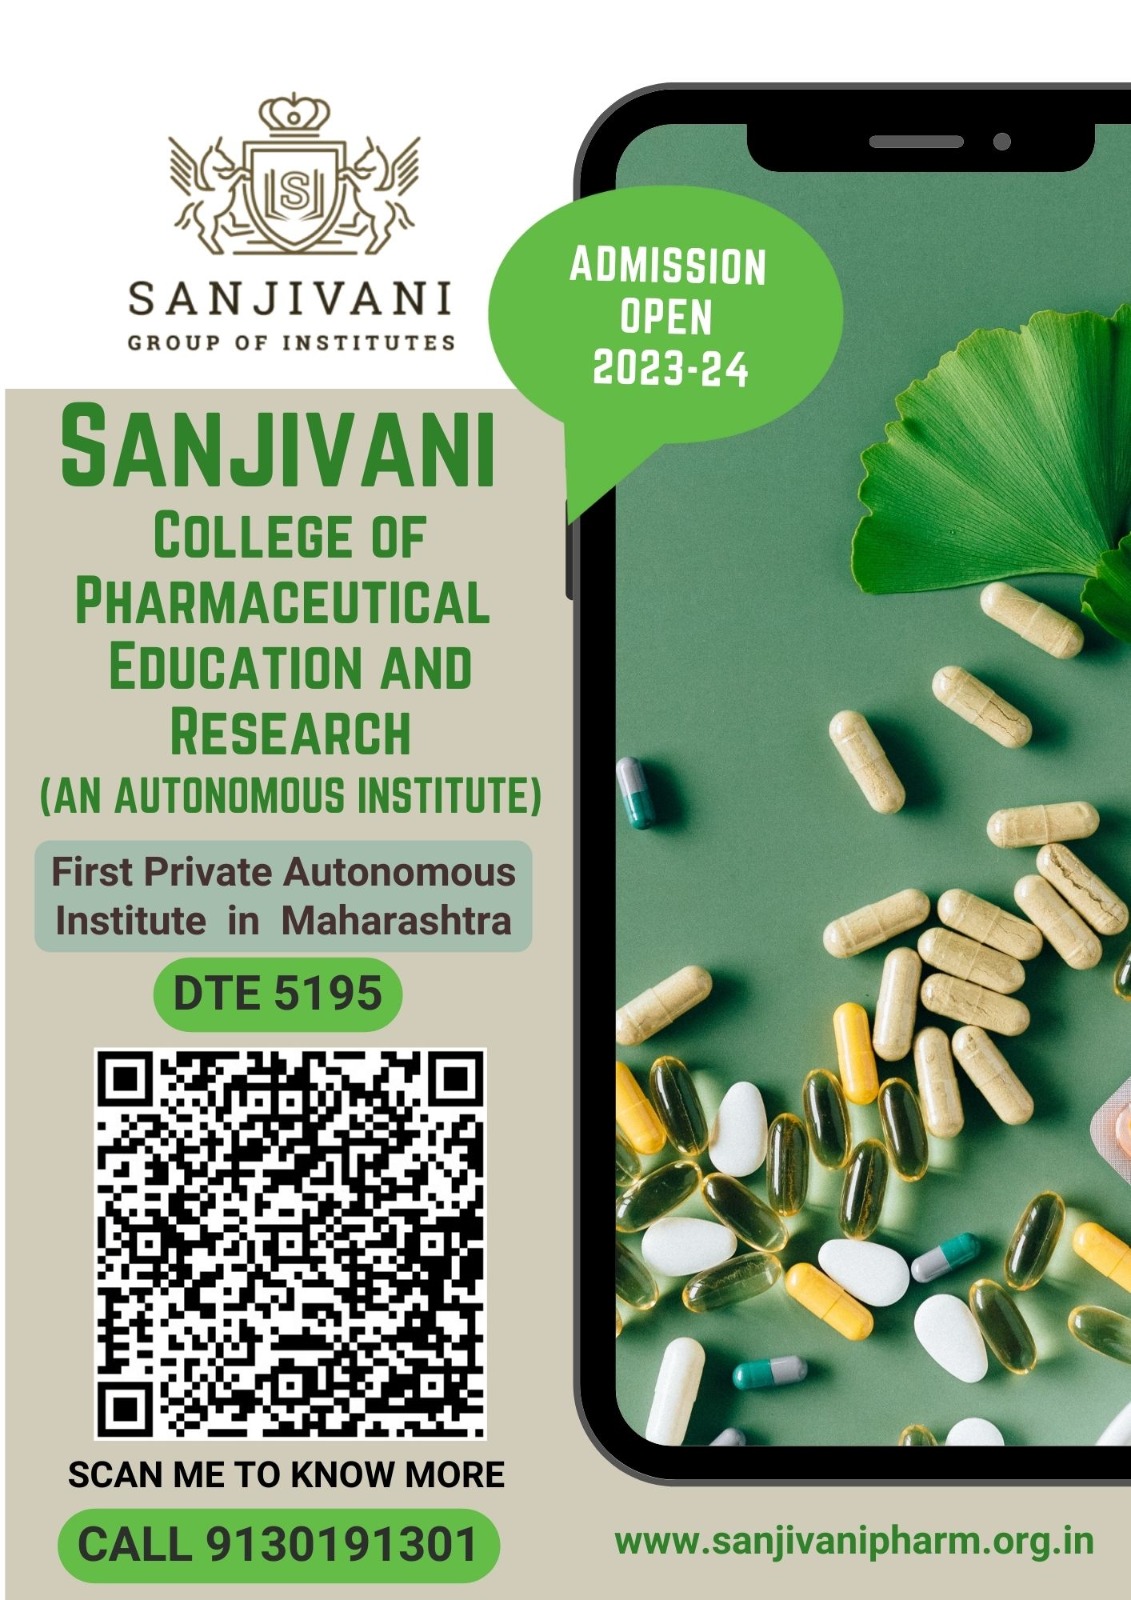 S
SANJIVANI
GROUP OF INSTITUTES
ADMISSION
OPEN
2023-24
SANJIVANI
COLLEGE OF
PHARMACEUTICAL
EDUCATION AND
RESEARCH
(AN AUTONOMOUS INSTITUTE)
First Private Autonomous
Institute in Maharashtra
DTE 5195
SCAN ME TO KNOW MORE
CALL 9130191301
www.sanjivanipharm.org.in